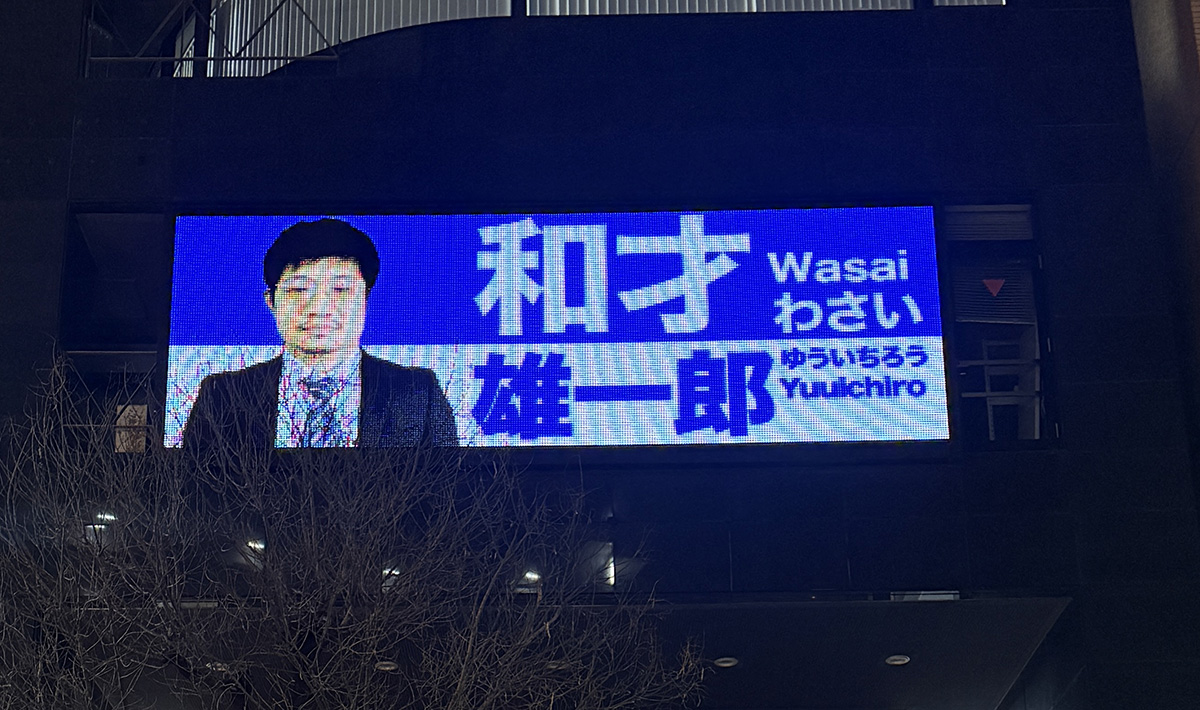 和才
Wasai
わさい
雄一郎
ゆういちろう
Yuuichiro